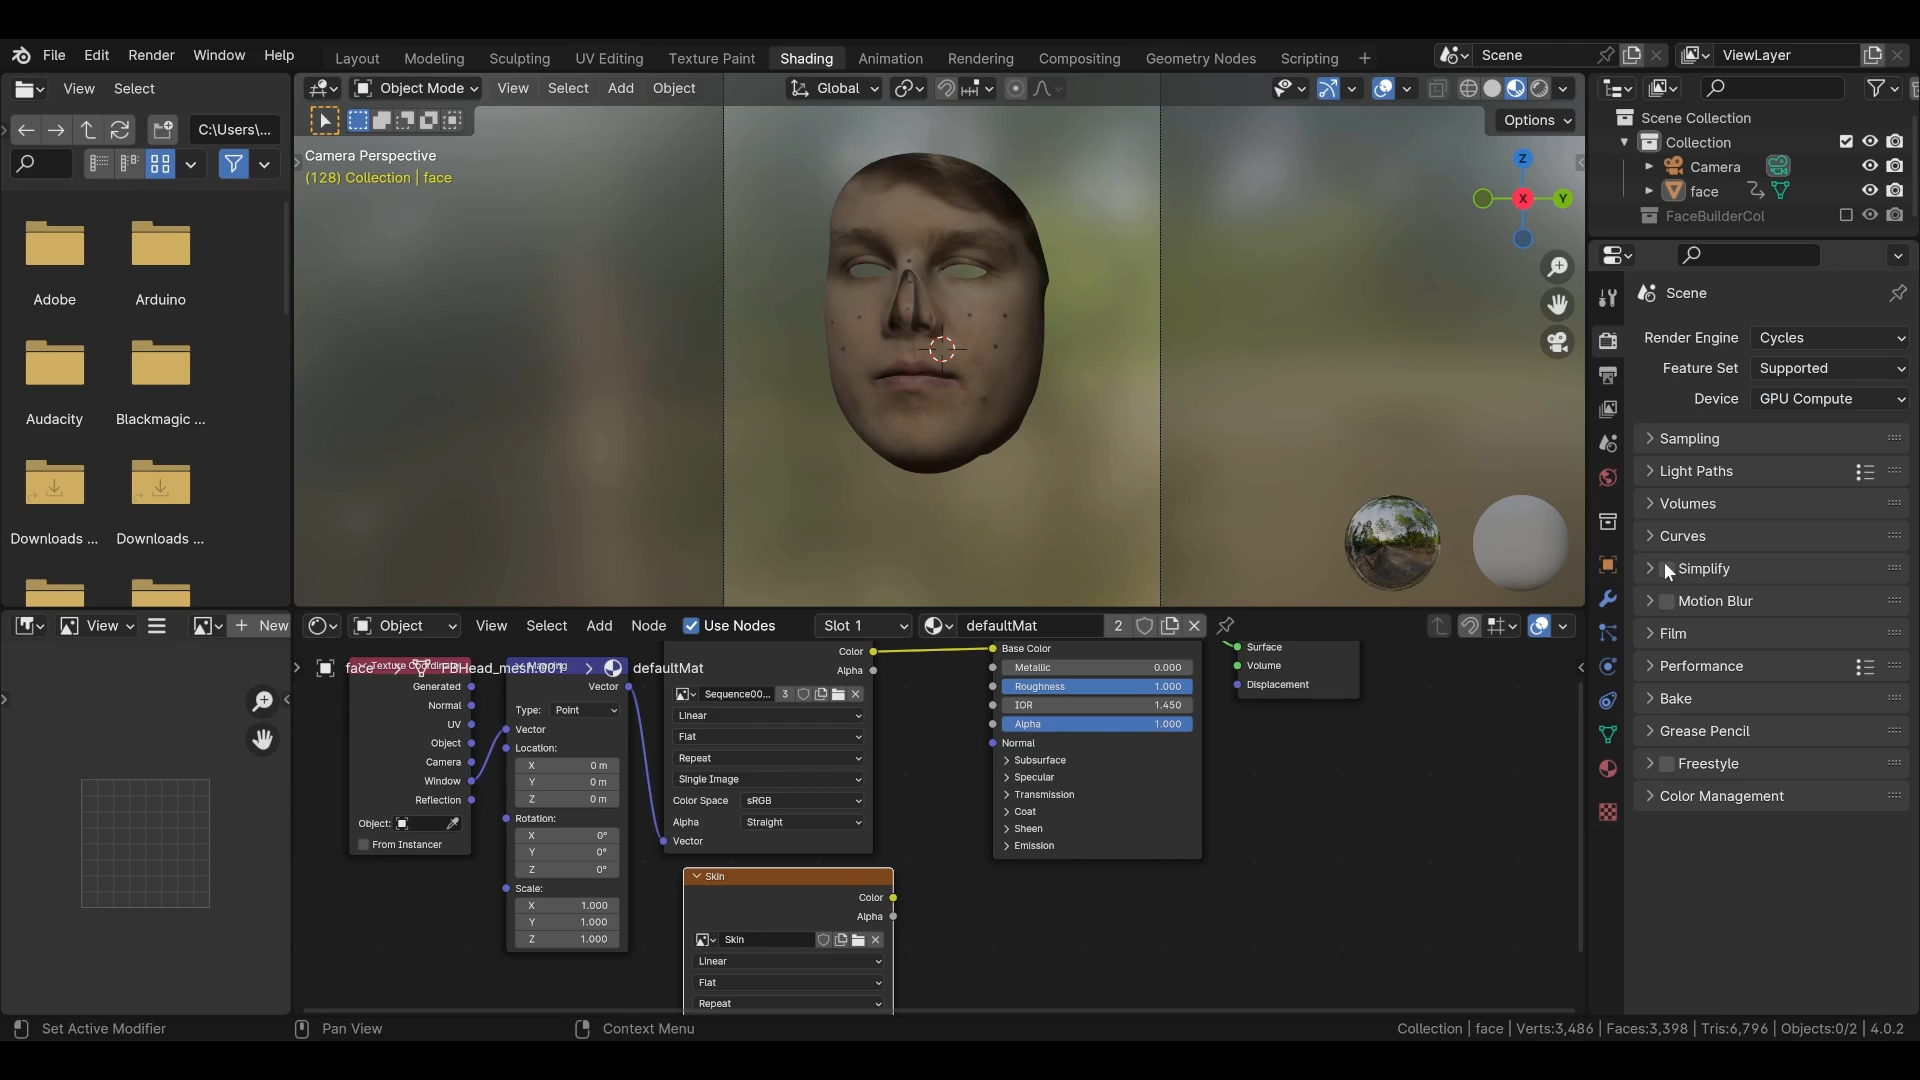 File Edit Render Window Help
Layout Modeling Sculpting UV Editing Texture Paint Shading Animation Rendering Compositing Geometry Nodes Scripting +
Scene
ViewLayer
View Select
C:\Users\...
Adobe
Arduino
Audacity
Blackmagic ...
Downloads ...
Downloads ...
Object Mode View Select Add Object
Global
Options
Camera Perspective
(128) Collection | face
Z
X
Y
Scene Collection
Collection
Camera
face
FaceBuilderCol
Scene
Render Engine Cycles
Feature Set Supported
Device GPU Compute
Sampling
Light Paths
Volumes
Curves
Simplify
Motion Blur
Film
Performance
Bake
Grease Pencil
Freestyle
Color Management
View
+ New
Object View Select Add Node Use Nodes
Slot 1
defaultMat 2
face > FBHead_mesh.001 > defaultMat
Generated
Normal
UV
Object
Camera
Window
Reflection
Object:
From Instancer
Mapping
Vector
Type: Point
Vector
Location:
X 0 m
Y 0 m
Z 0 m
Rotation:
X 0°
Y 0°
Z 0°
Scale:
X 1.000
Y 1.000
Z 1.000
Color
Alpha
Sequence00... 3
Linear
Flat
Repeat
Single Image
Color Space sRGB
Alpha Straight
Vector
Skin
Color
Alpha
Skin
Linear
Flat
Repeat
Base Color
Metallic 0.000
Roughness 1.000
IOR 1.450
Alpha 1.000
Normal
Subsurface
Specular
Transmission
Coat
Sheen
Emission
Surface
Volume
Displacement
Set Active Modifier
Pan View
Context Menu
Collection | face | Verts:3,486 | Faces:3,398 | Tris:6,796 | Objects:0/2 | 4.0.2